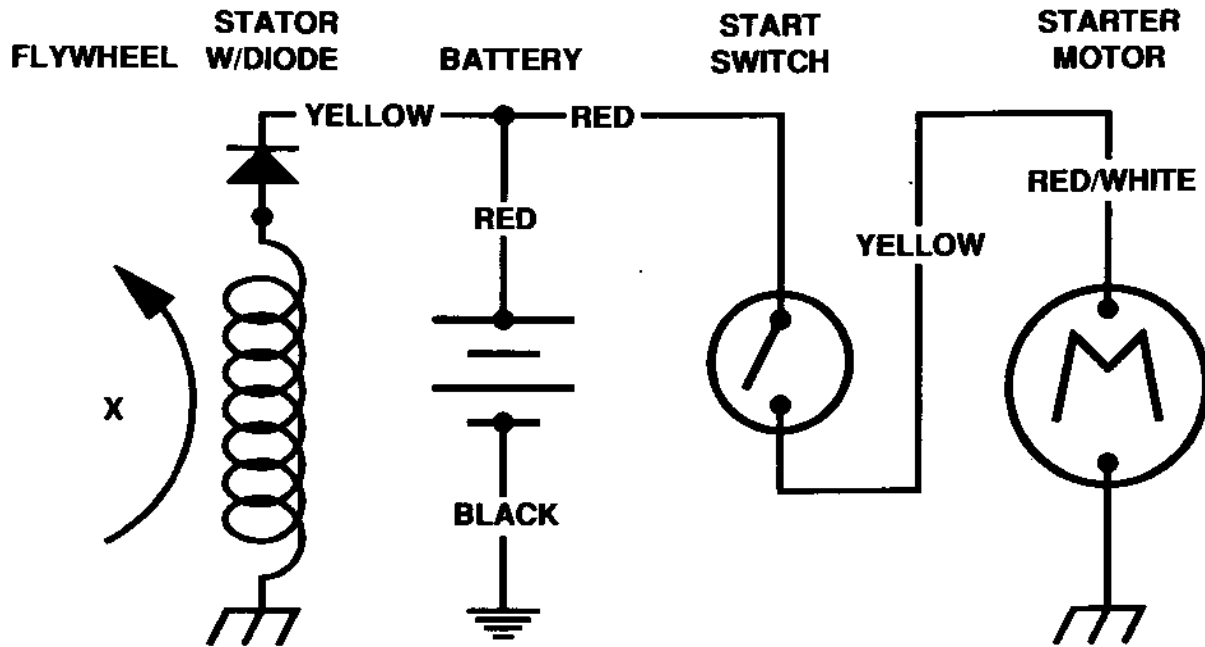 FLYWHEEL
STATOR
W/DIODE
BATTERY
START
SWITCH
STARTER
MOTOR
YELLOW
RED
RED/WHITE
RED
YELLOW
X
BLACK
M